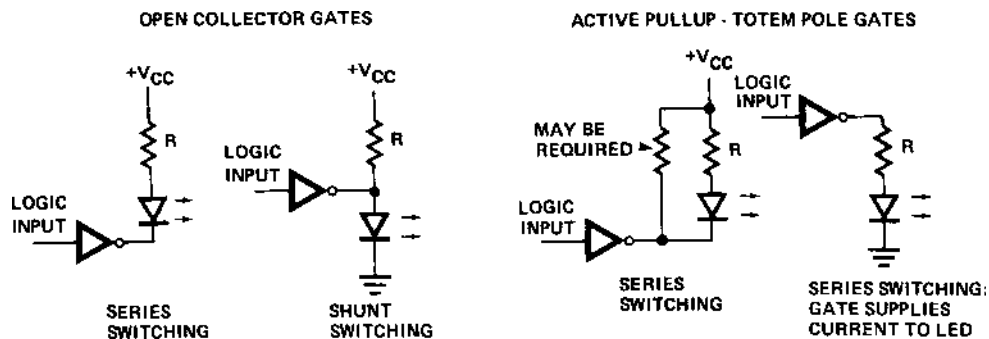 OPEN COLLECTOR GATES
+VCC
R
LOGIC
INPUT
SERIES
SWITCHING
+VCC
R
LOGIC
INPUT
SHUNT
SWITCHING
ACTIVE PULLUP - TOTEM POLE GATES
+VCC
MAY BE
REQUIRED
R
LOGIC
INPUT
SERIES
SWITCHING
LOGIC
INPUT
R
SERIES SWITCHING:
GATE SUPPLIES
CURRENT TO LED